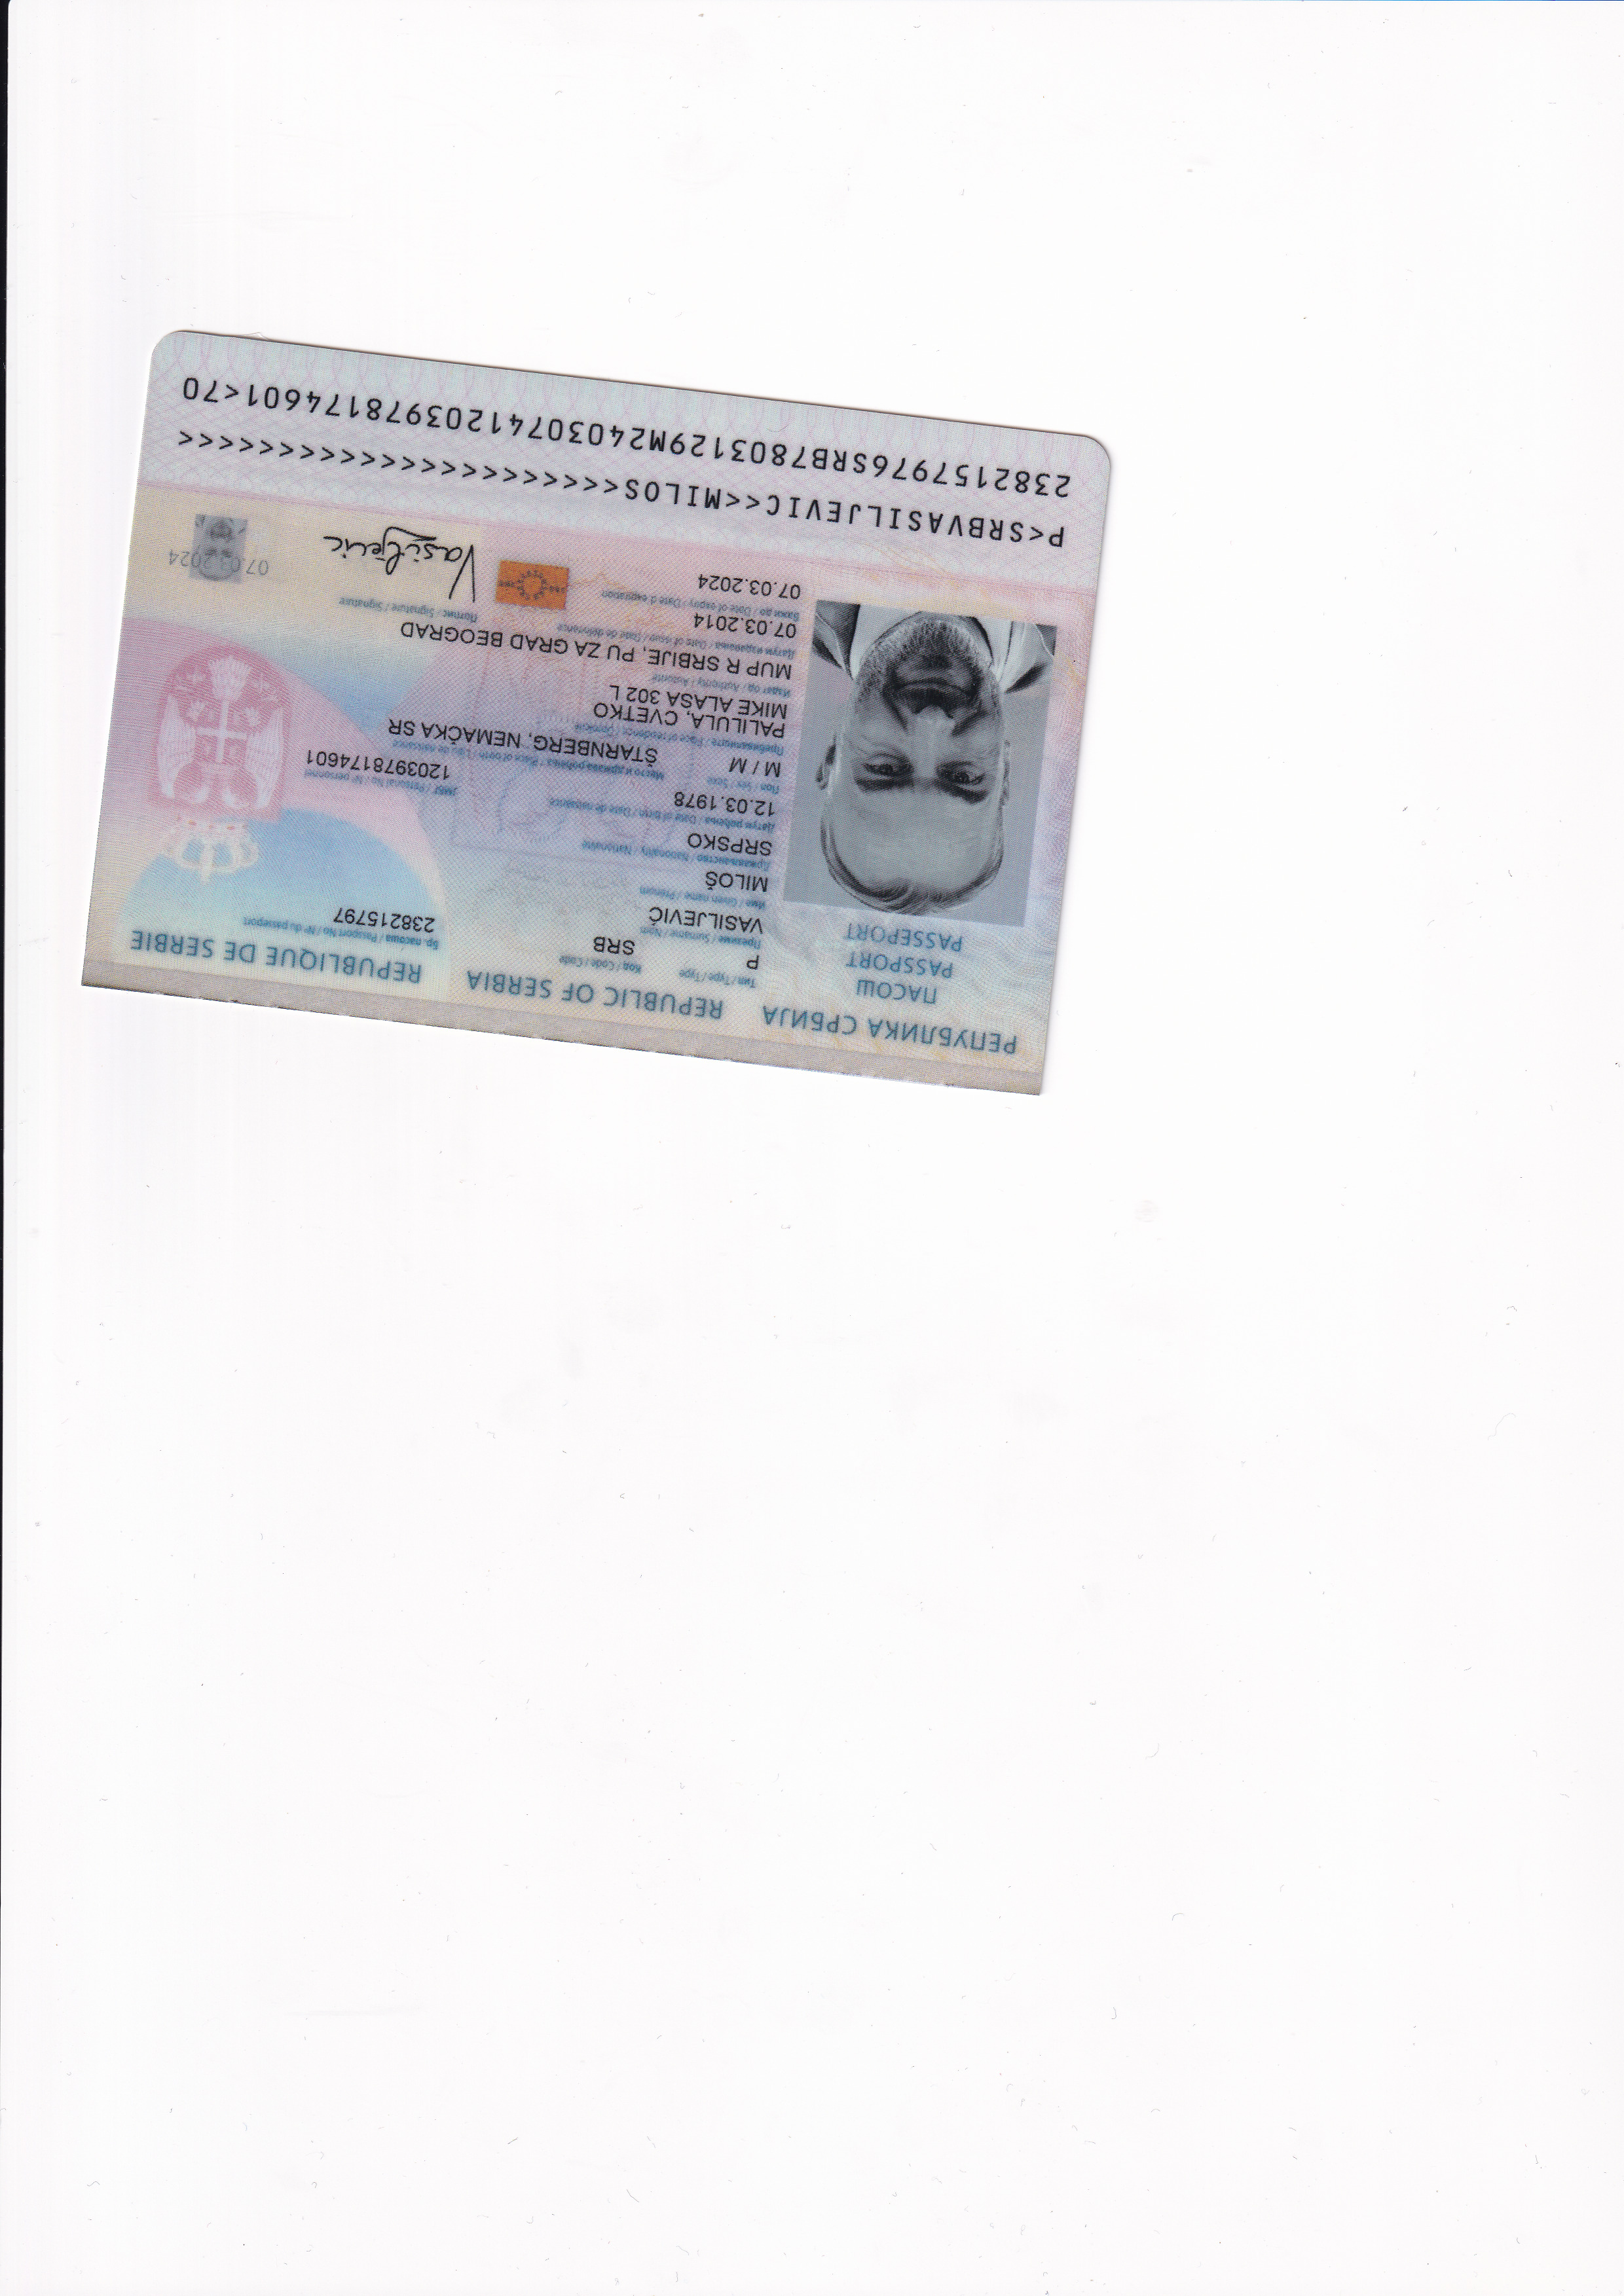 РЕПУБЛИКА СРБИЈА REPUBLIC OF SERBIA REPUBLIQUE DE SERBIE
ПАСОШ
PASSPORT
PASSEPORT
Тип / Type / Type Код / Code / Code Бр. пасоша / Passport No / Nº du passeport
P SRB 238215797
Презиме / Surname / Nom
VASILJEVIĆ
Име / Given name / Prénom
MILOŠ
Држављанство / Nationality / Nationalité
SRPSKO
Датум рођења / Date of birth / Date de naissance ЈМБГ / Personal No / Nº personnel
12.03.1978 1203978174601
Пол / Sex / Sexe Место и држава рођења / Place of birth / Lieu de naissance
M / M ŠTARNBERG, NEMAČKA SR
Пребивалиште / Place of residence / Domicile
PALILULA, CVETKO
MIKE ALASA 302 L
Издат од / Authority / Autorité
MUP R SRBIJE, PU ZA GRAD BEOGRAD
Датум издавања / Date of issue / Date de délivrance Потпис / Signature / Signature
07.03.2014
Važi до / Date of expiry / Date d'expiration
07.03.2024 Vasiljević 07.03.2024
P<SRBVASILJEVIC<<MILOS<<<<<<<<<<<<<<<<<<<<<<
2382157976SRB7803129M24030741203978174601<70